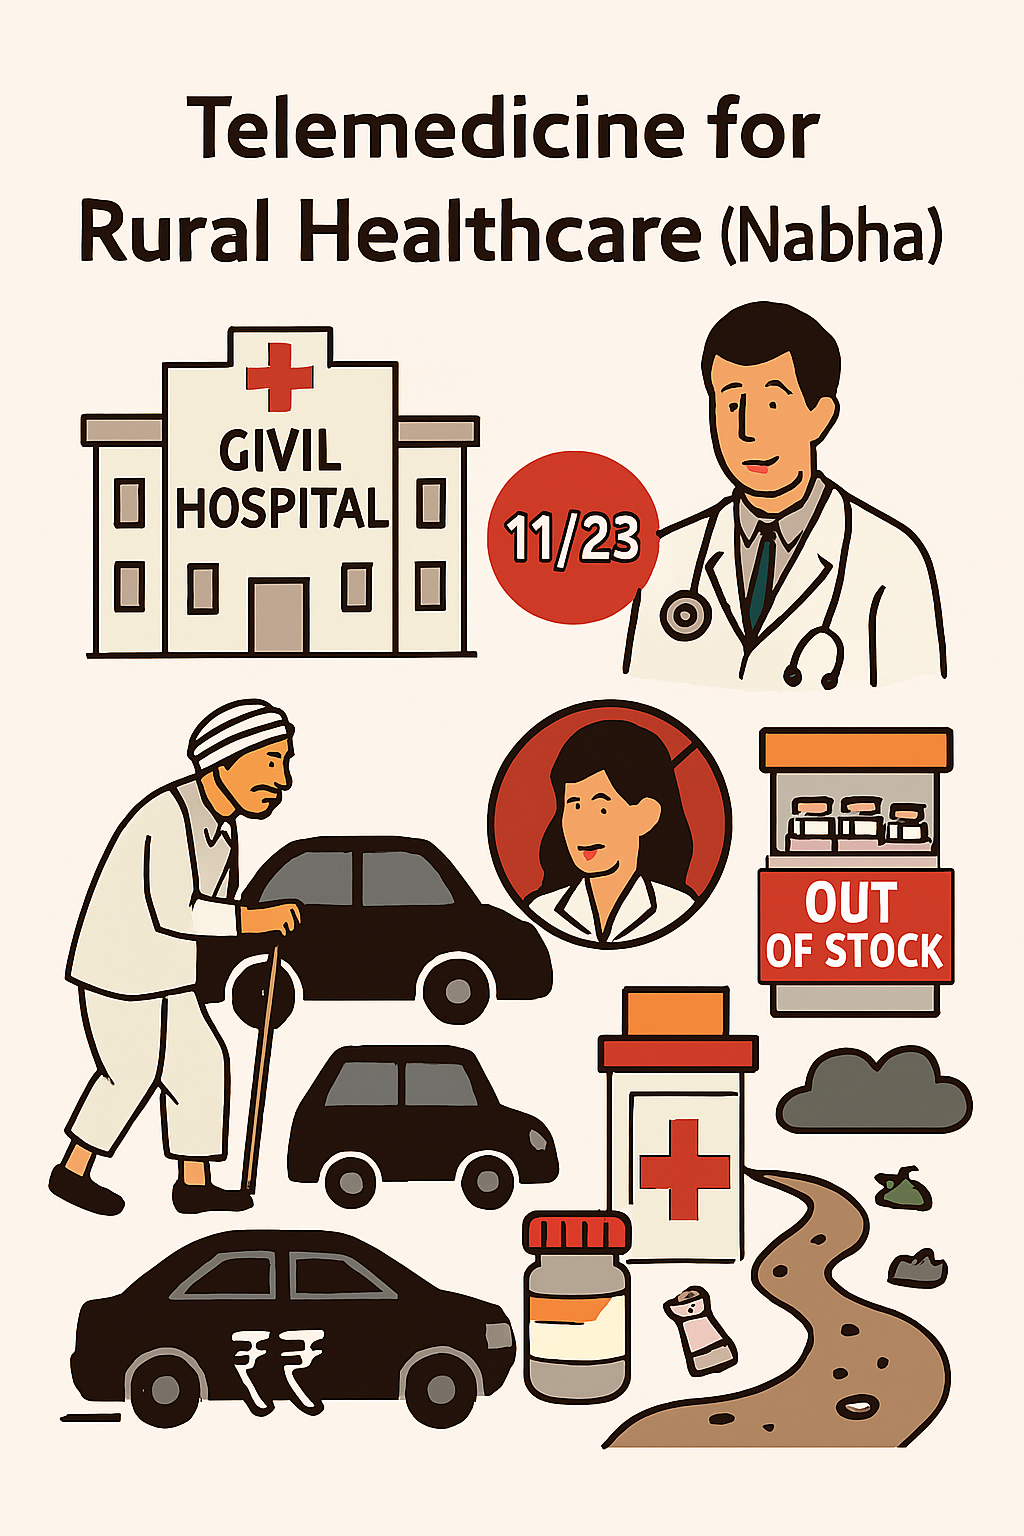 Telemedicine for
Rural Healthcare (Nabha)
GIVIL
HOSPITAL
11/23
OUT
OF STOCK
₹₹